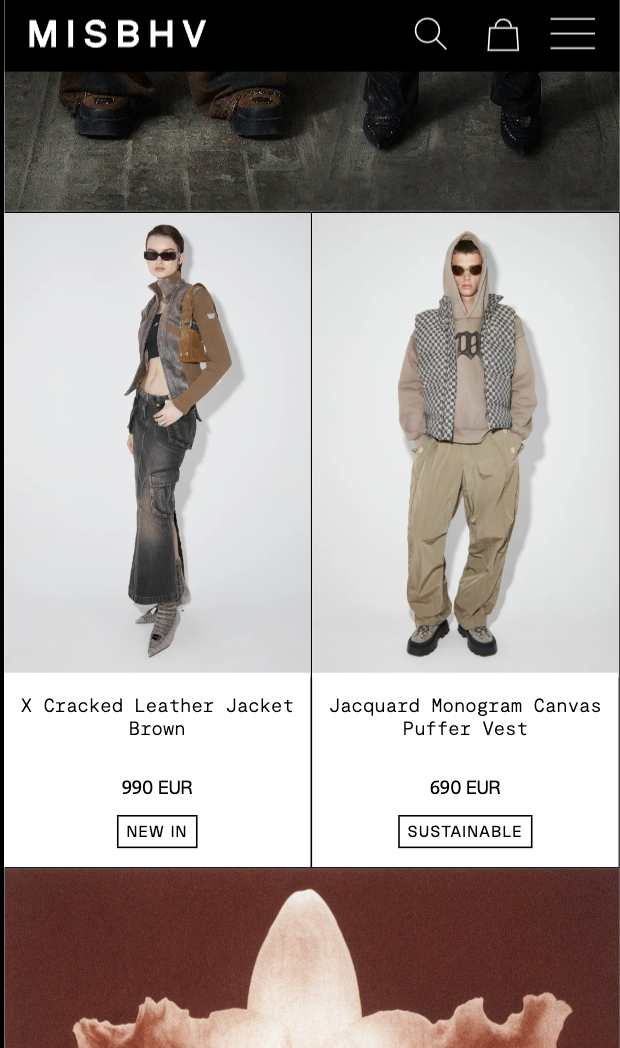 MISBHV
X Cracked Leather Jacket
Brown
990 EUR
NEW IN
Jacquard Monogram Canvas
Puffer Vest
690 EUR
SUSTAINABLE